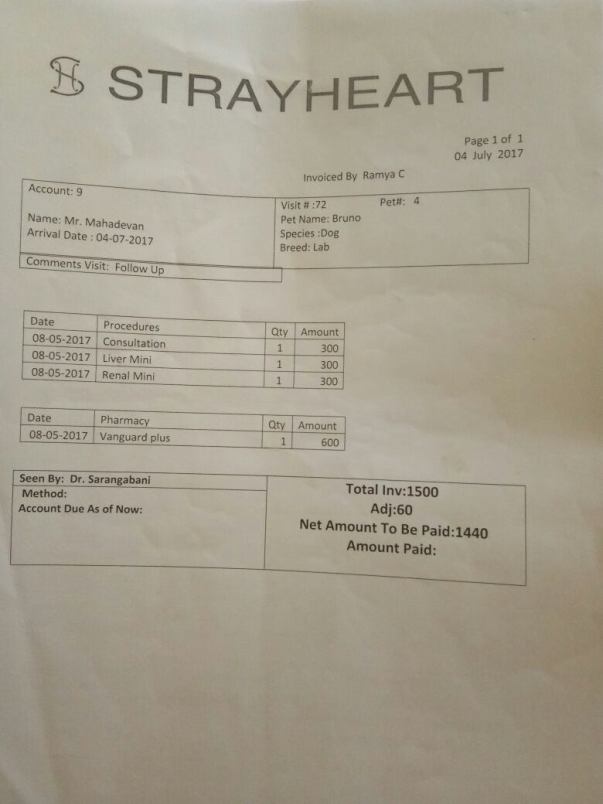 STRAYHEART
Page 1 of 1
04 July 2017
Invoiced By Ramya C
Account: 9
Name: Mr. Mahadevan
Arrival Date : 04-07-2017
Comments Visit: Follow Up
Visit # :72 Pet#: 4
Pet Name: Bruno
Species :Dog
Breed: Lab
Date Procedures Qty Amount
08-05-2017 Consultation 1 300
08-05-2017 Liver Mini 1 300
08-05-2017 Renal Mini 1 300
Date Pharmacy Qty Amount
08-05-2017 Vanguard plus 1 600
Seen By: Dr. Sarangabani
Method:
Account Due As of Now:
Total Inv:1500
Adj:60
Net Amount To Be Paid:1440
Amount Paid: